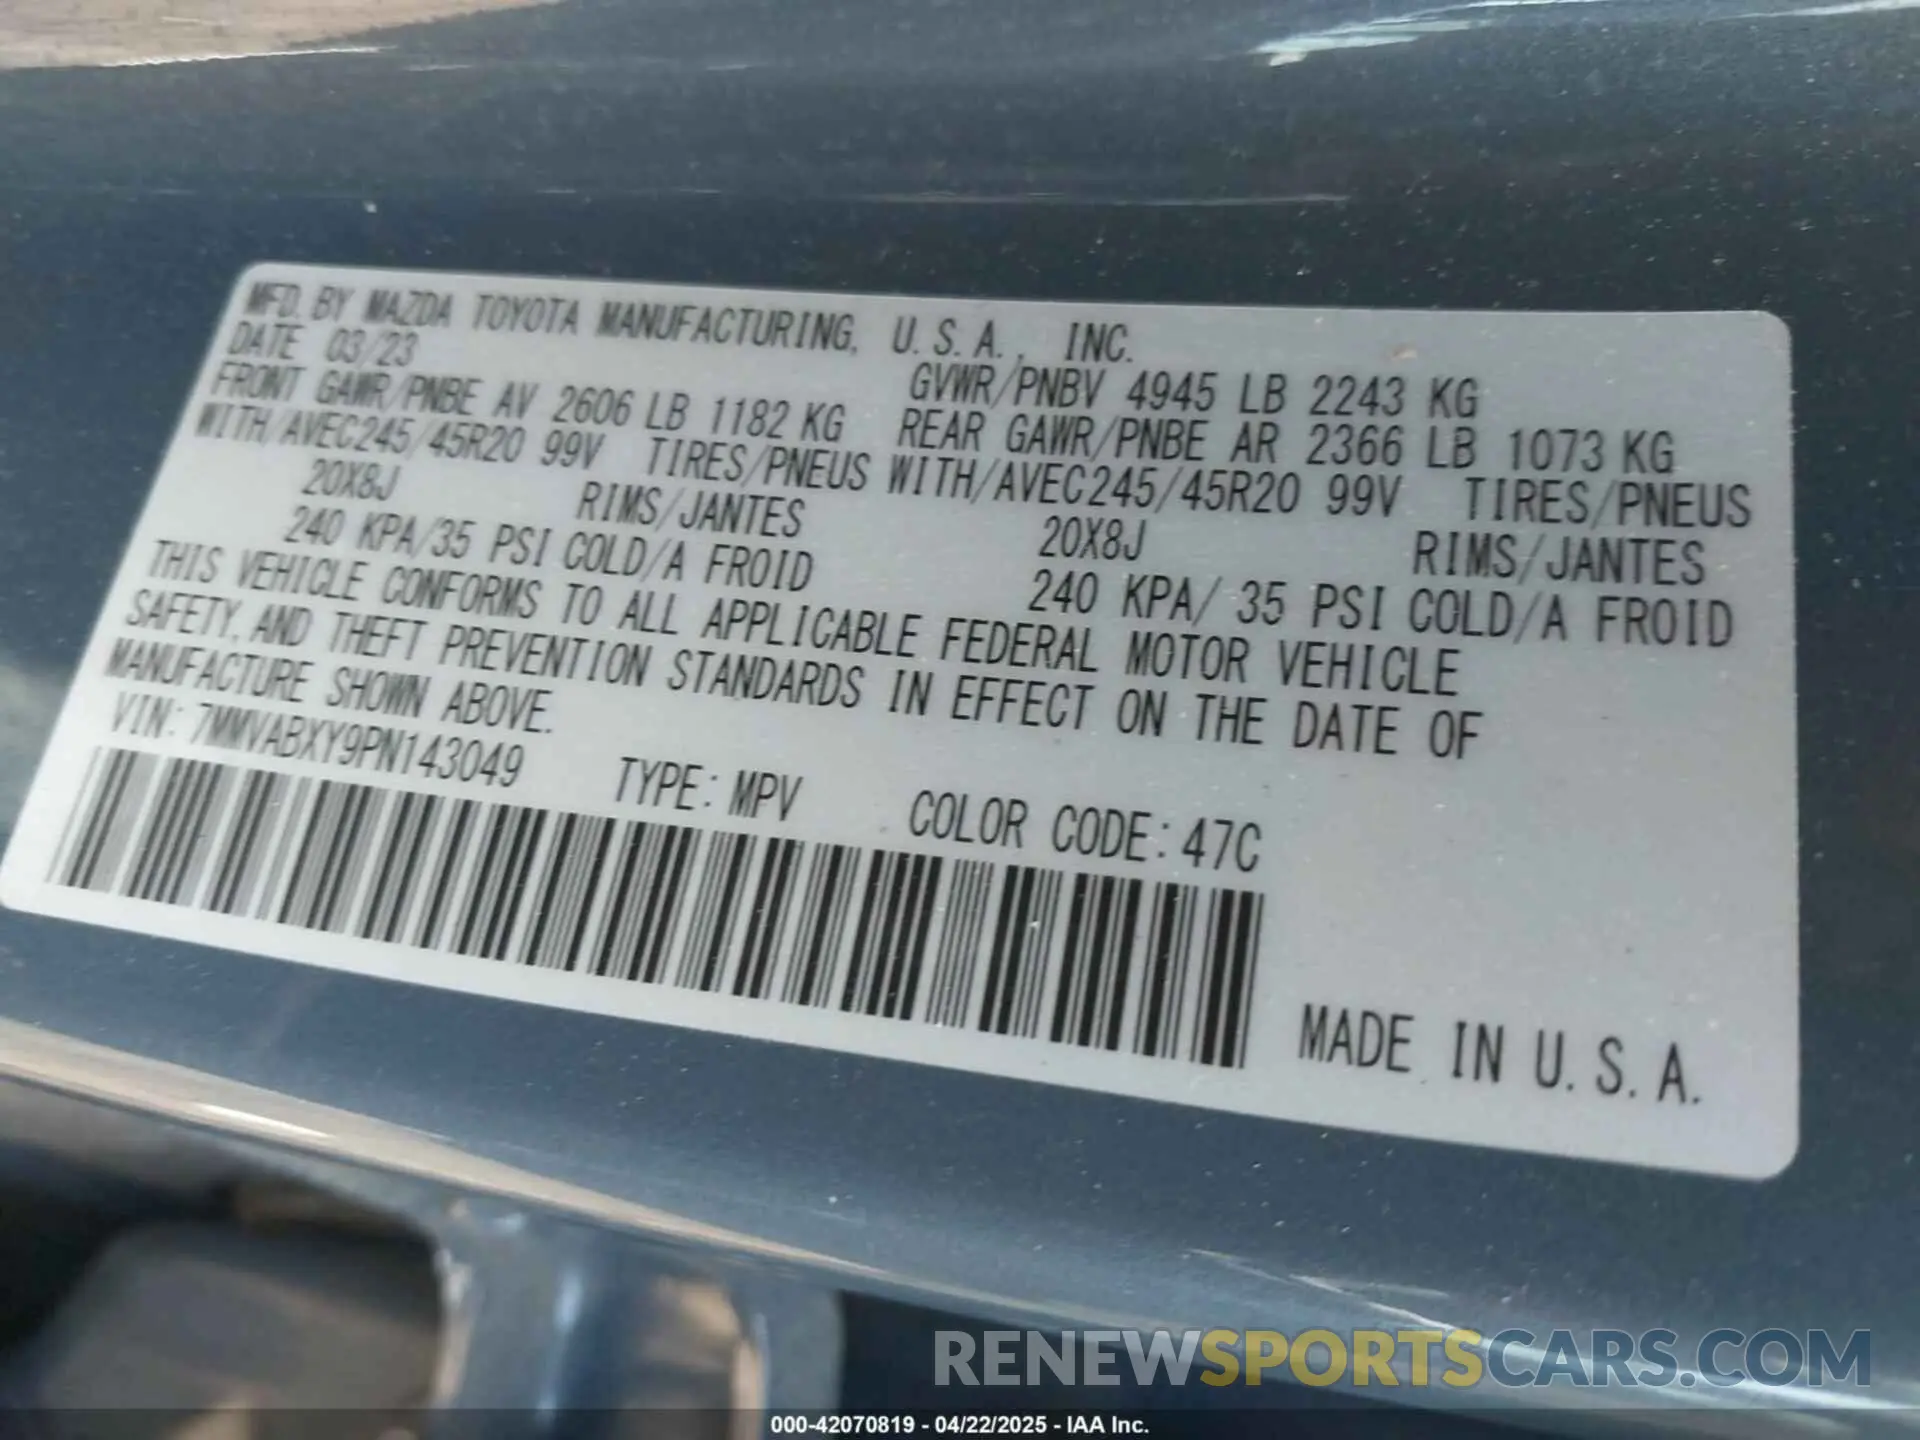 MFD. BY MAZDA TOYOTA MANUFACTURING, U.S.A., INC.
DATE 03/23 GVWR/PNBV 4945 LB 2243 KG
FRONT GAWR/PNBE AV 2606 LB 1182 KG REAR GAWR/PNBE AR 2366 LB 1073 KG
WITH/AVEC245/45R20 99V TIRES/PNEUS WITH/AVEC245/45R20 99V TIRES/PNEUS
20X8J RIMS/JANTES 20X8J RIMS/JANTES
240 KPA/35 PSI COLD/A FROID 240 KPA/ 35 PSI COLD/A FROID
THIS VEHICLE CONFORMS TO ALL APPLICABLE FEDERAL MOTOR VEHICLE
SAFETY, AND THEFT PREVENTION STANDARDS IN EFFECT ON THE DATE OF
MANUFACTURE SHOWN ABOVE.
VIN: 7MMVABXY9PN143049 TYPE: MPV COLOR CODE: 47C
MADE IN U.S.A.
RENEWSPORTSCARS.COM
000-42070819 - 04/22/2025 - IAA Inc.